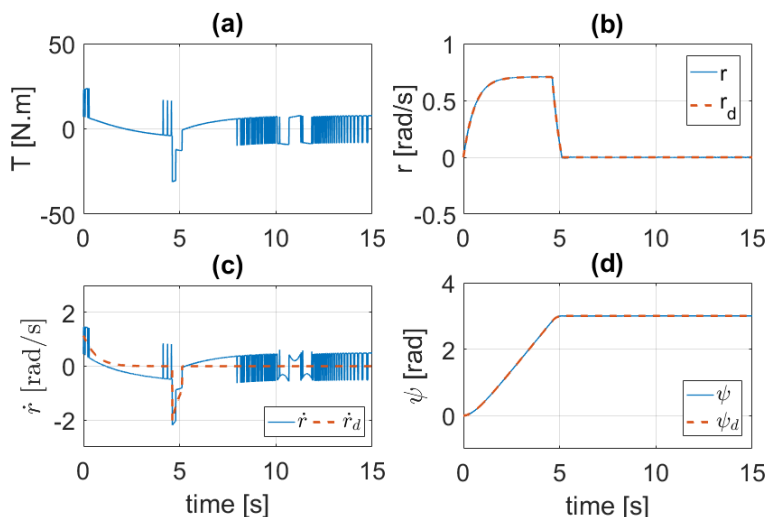 (a)
50
0
-50
T [N.m]
0 5 10 15
(b)
1
0.5
0
-0.5
r [rad/s]
r
r_d
0 5 10 15
(c)
2
0
-2
ṙ [rad/s]
ṙ ṙ_d
0 5 10 15
time [s]
(d)
4
2
0
ψ [rad]
ψ
ψ_d
0 5 10 15
time [s]